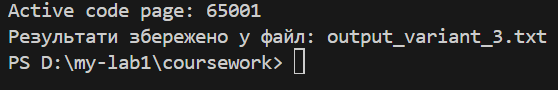 Active code page: 65001
Результати збережено у файл: output_variant_3.txt
PS D:\my-lab1\coursework>